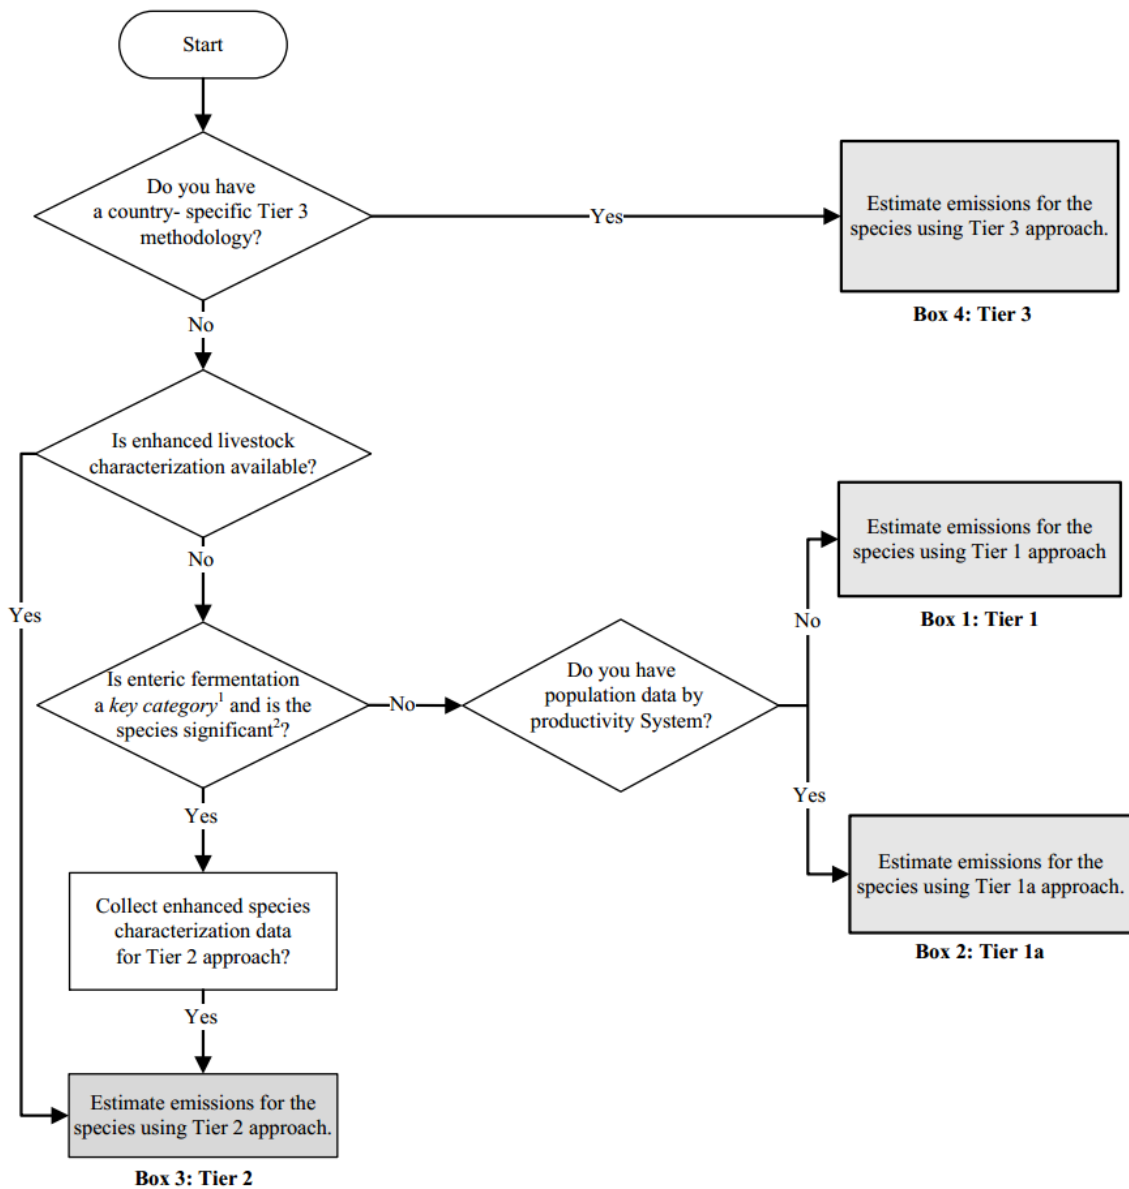 Start
Do you have
a country- specific Tier 3
methodology?
Yes
Estimate emissions for the
species using Tier 3 approach.
Box 4: Tier 3
No
Is enhanced livestock
characterization available?
No
Yes
Is enteric fermentation
a key category¹ and is the
species significant²?
No
Do you have
population data by
productivity System?
No
Estimate emissions for the
species using Tier 1 approach
Box 1: Tier 1
Yes
Estimate emissions for the
species using Tier 1a approach.
Box 2: Tier 1a
Yes
Collect enhanced species
characterization data
for Tier 2 approach?
Yes
Estimate emissions for the
species using Tier 2 approach.
Box 3: Tier 2